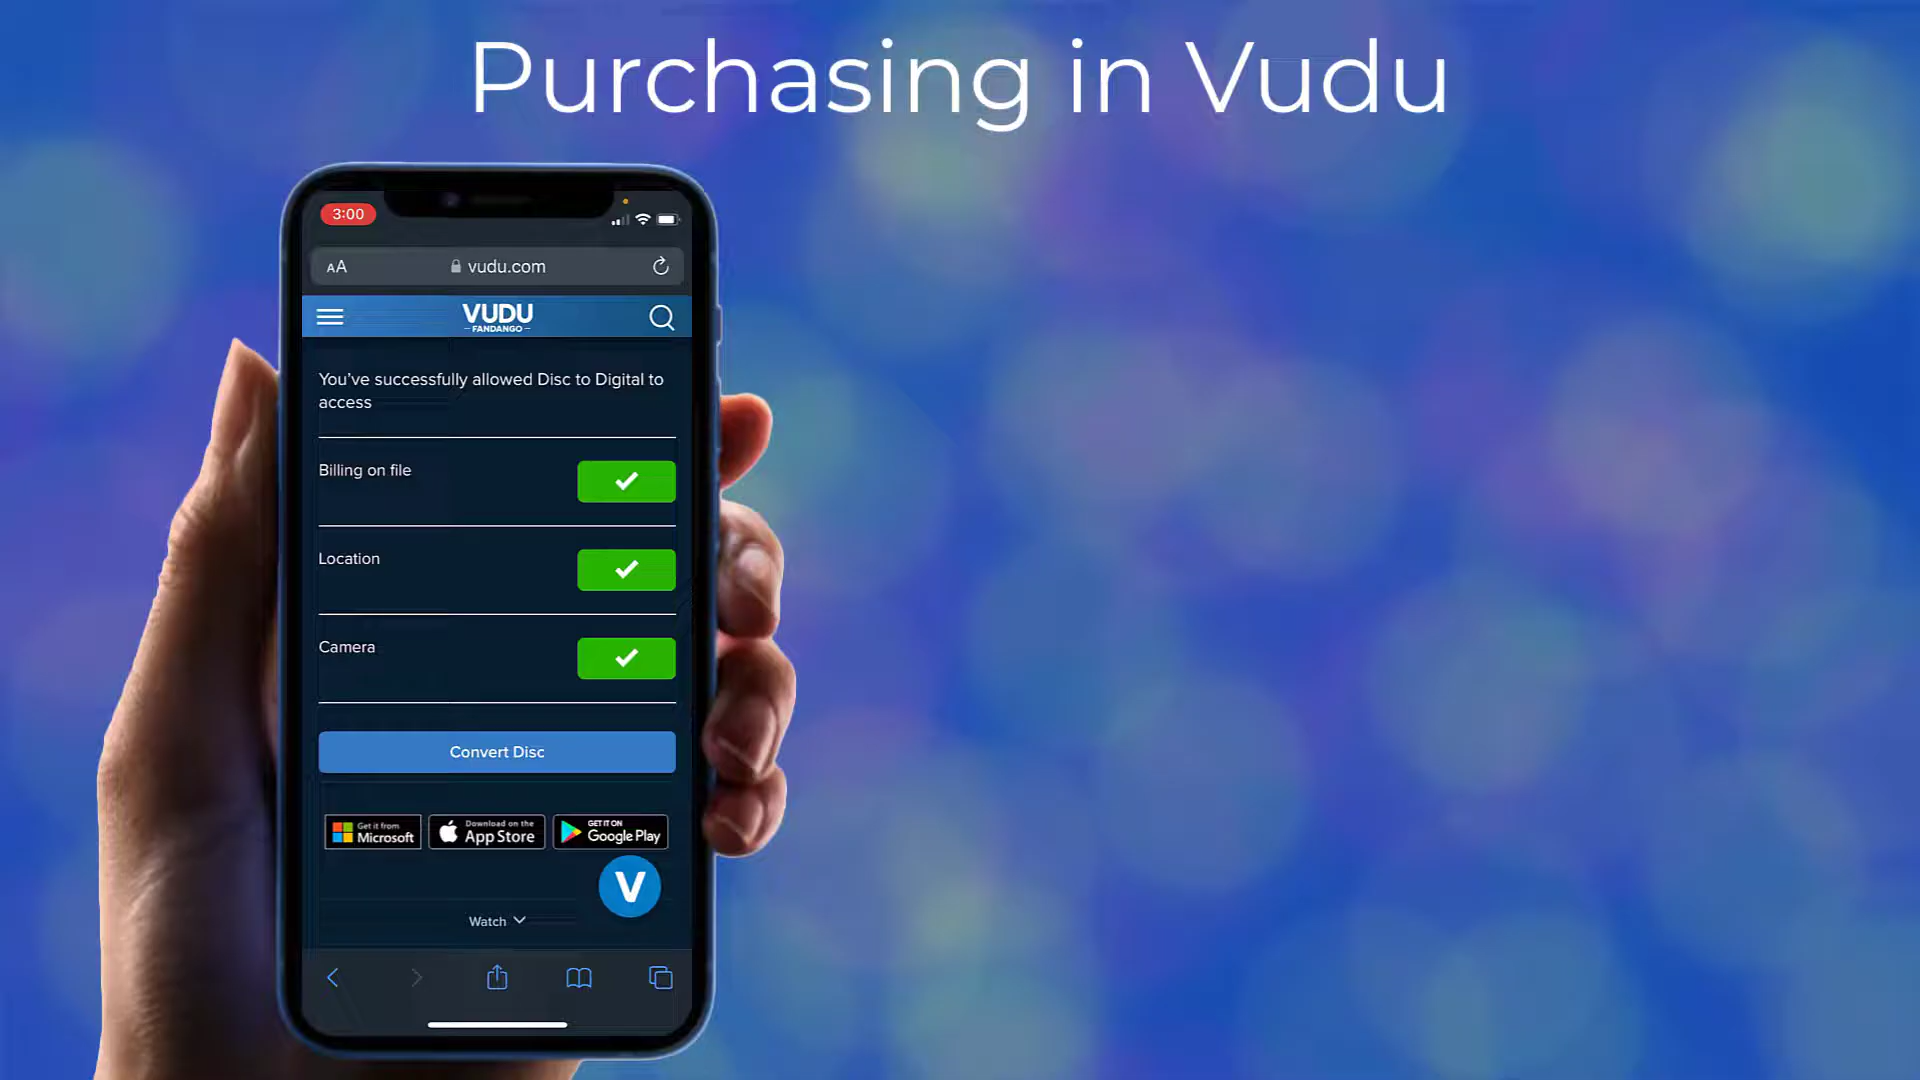 Purchasing in Vudu
3:00
AA
vudu.com
VUDU
FANDANGO
You've successfully allowed Disc to Digital to
access
Billing on file
Location
Camera
Convert Disc
Get it from
Microsoft
Download on the
App Store
GET IT ON
Google Play
V
Watch